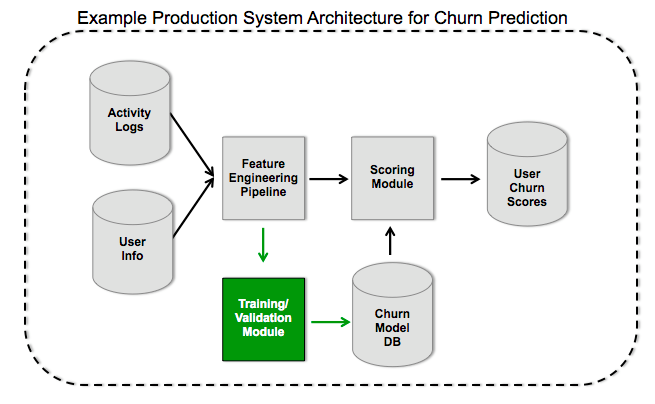 Example Production System Architecture for Churn Prediction
Activity
Logs
User
Info
Feature
Engineering
Pipeline
Scoring
Module
User
Churn
Scores
Training/
Validation
Module
Churn
Model
DB